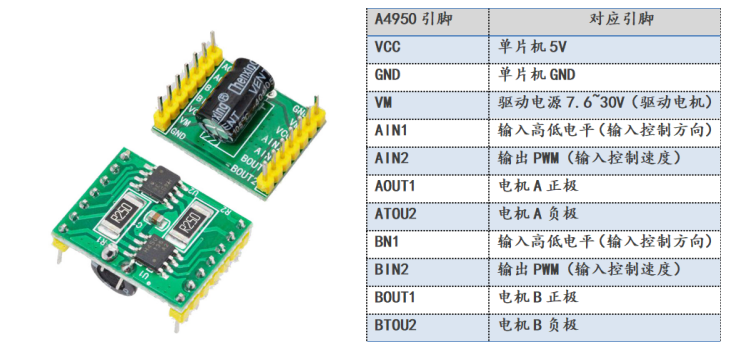 A4950 引脚 对应引脚
VCC 单片机 5V
GND 单片机 GND
VM 驱动电源 7.6~30V（驱动电机）
AIN1 输入高低电平（输入控制方向）
AIN2 输出 PWM（输入控制速度）
AOUT1 电机 A 正极
ATOU2 电机 A 负极
BN1 输入高低电平（输入控制方向）
BIN2 输出 PWM（输入控制速度）
BOUT1 电机 B 正极
BTOU2 电机 B 负极
VM
GND
BOUT2
R250
R250
U2
R2
R1
U1